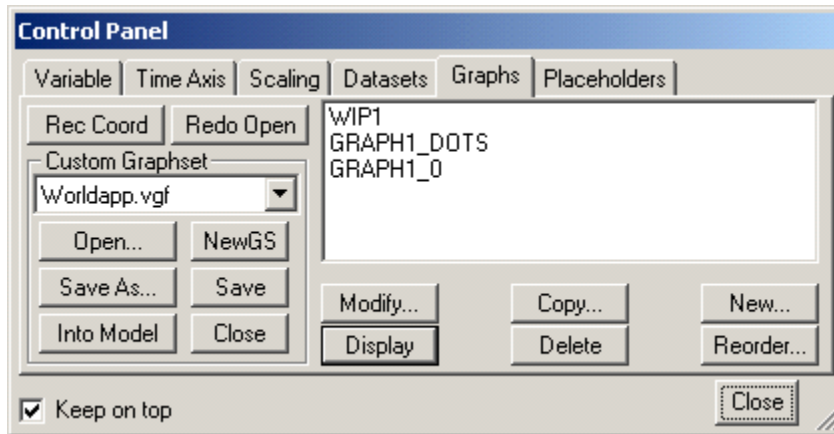 Control Panel
Variable Time Axis Scaling Datasets Graphs Placeholders
Rec Coord Redo Open
Custom Graphset
Worldapp.vgf
Open... NewGS
Save As... Save
Into Model Close
WIP1
GRAPH1_DOTS
GRAPH1_0
Modify... Copy... New...
Display Delete Reorder...
Keep on top
Close